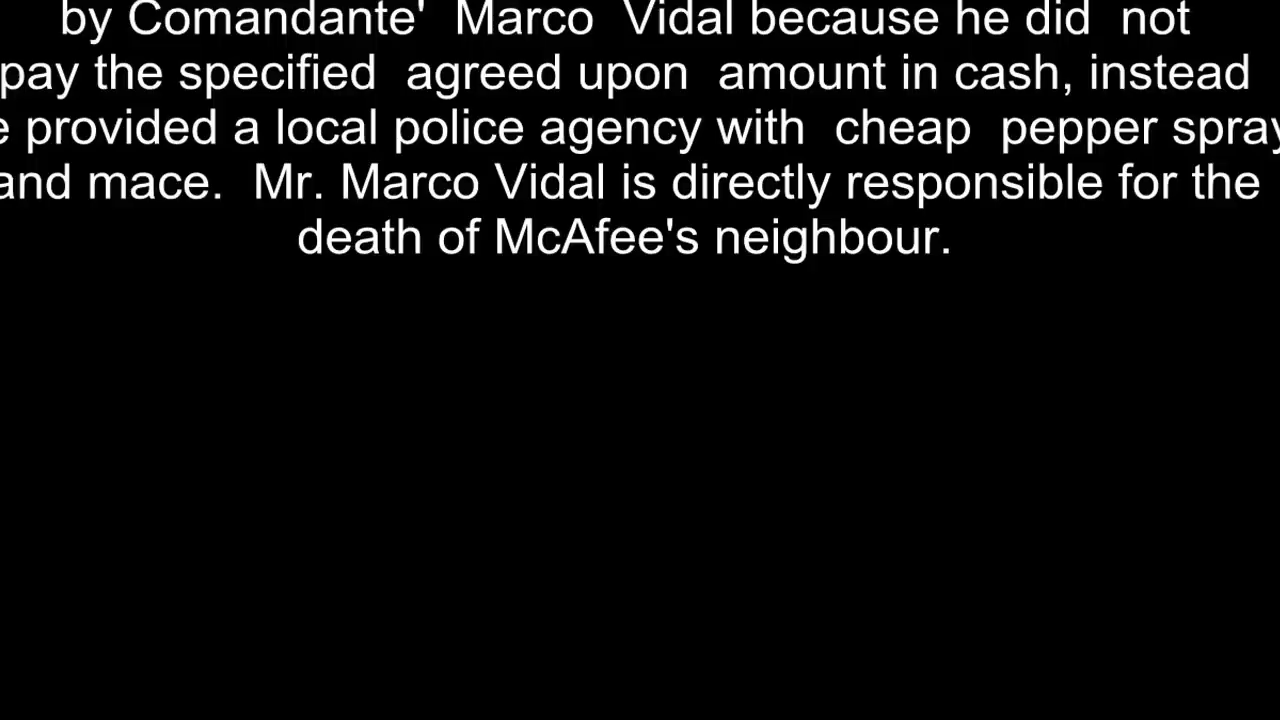 by Comandante' Marco Vidal because he did not
pay the specified agreed upon amount in cash, instead
e provided a local police agency with cheap pepper spray
and mace. Mr. Marco Vidal is directly responsible for the
death of McAfee's neighbour.